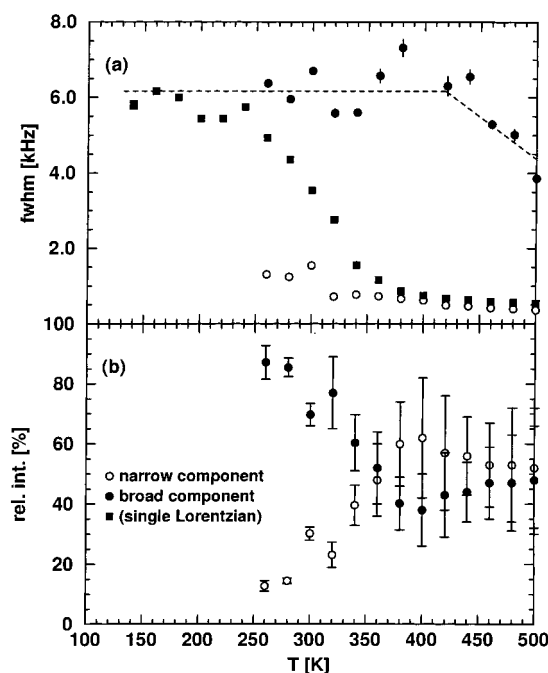 8.0
(a)
6.0
fwhm [kHz]
4.0
2.0
100
(b)
80
60
rel. int. [%]
narrow component
broad component
(single Lorentzian)
40
20
0
100 150 200 250 300 350 400 450 500
T [K]